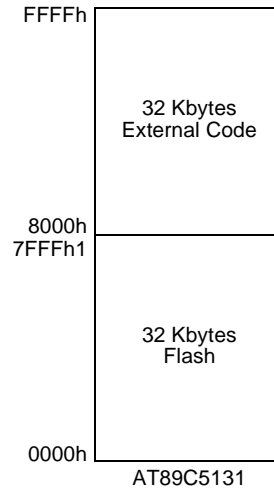 FFFFh
32 Kbytes
External Code
8000h
7FFFh1
32 Kbytes
Flash
0000h
AT89C5131